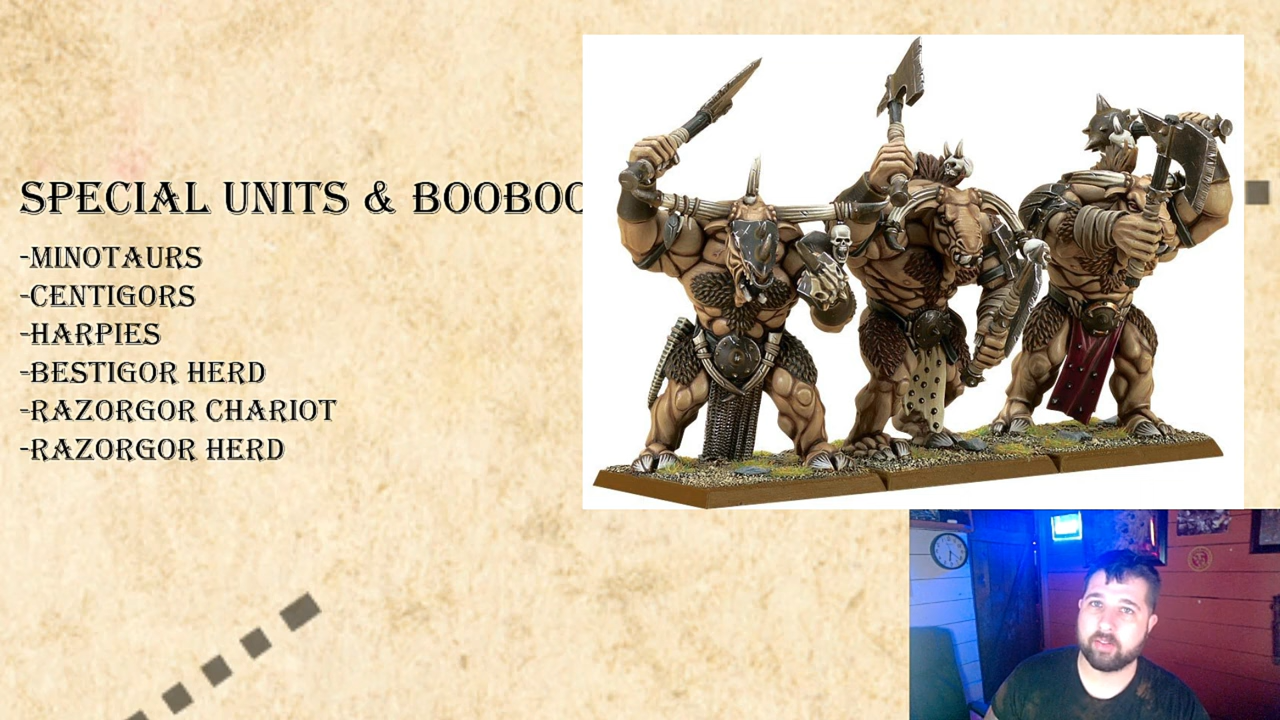 SPECIAL UNITS & BOOBOO
-MINOTAURS
-CENTIGORS
-HARPIES
-BESTIGOR HERD
-RAZORGOR CHARIOT
-RAZORGOR HERD